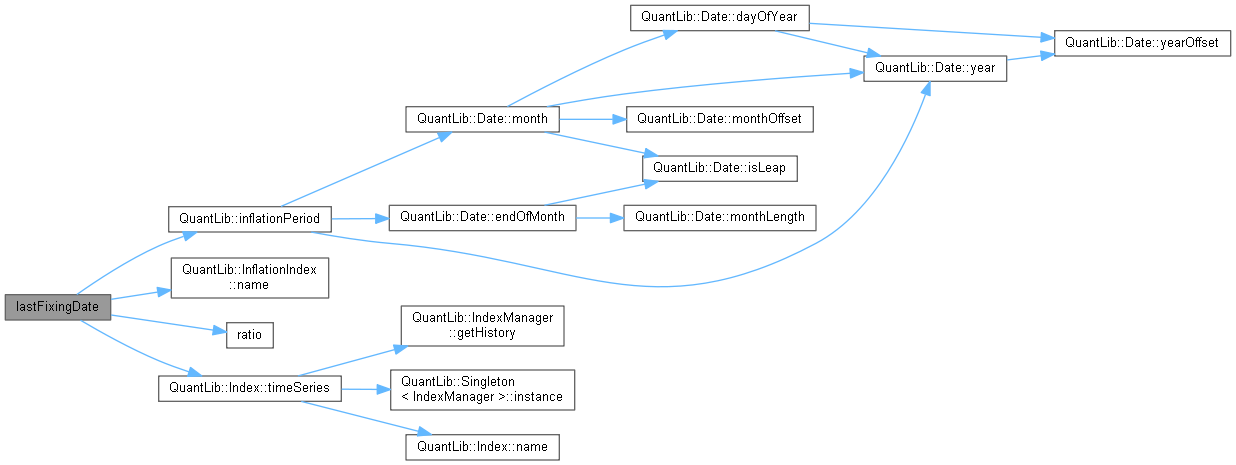 QuantLib::Date::dayOfYear
QuantLib::Date::yearOffset
QuantLib::Date::year
QuantLib::Date::month
QuantLib::Date::monthOffset
QuantLib::Date::isLeap
QuantLib::inflationPeriod
QuantLib::Date::endOfMonth
QuantLib::Date::monthLength
QuantLib::InflationIndex
::name
lastFixingDate
ratio
QuantLib::IndexManager
::getHistory
QuantLib::Index::timeSeries
QuantLib::Singleton
< IndexManager >::instance
QuantLib::Index::name